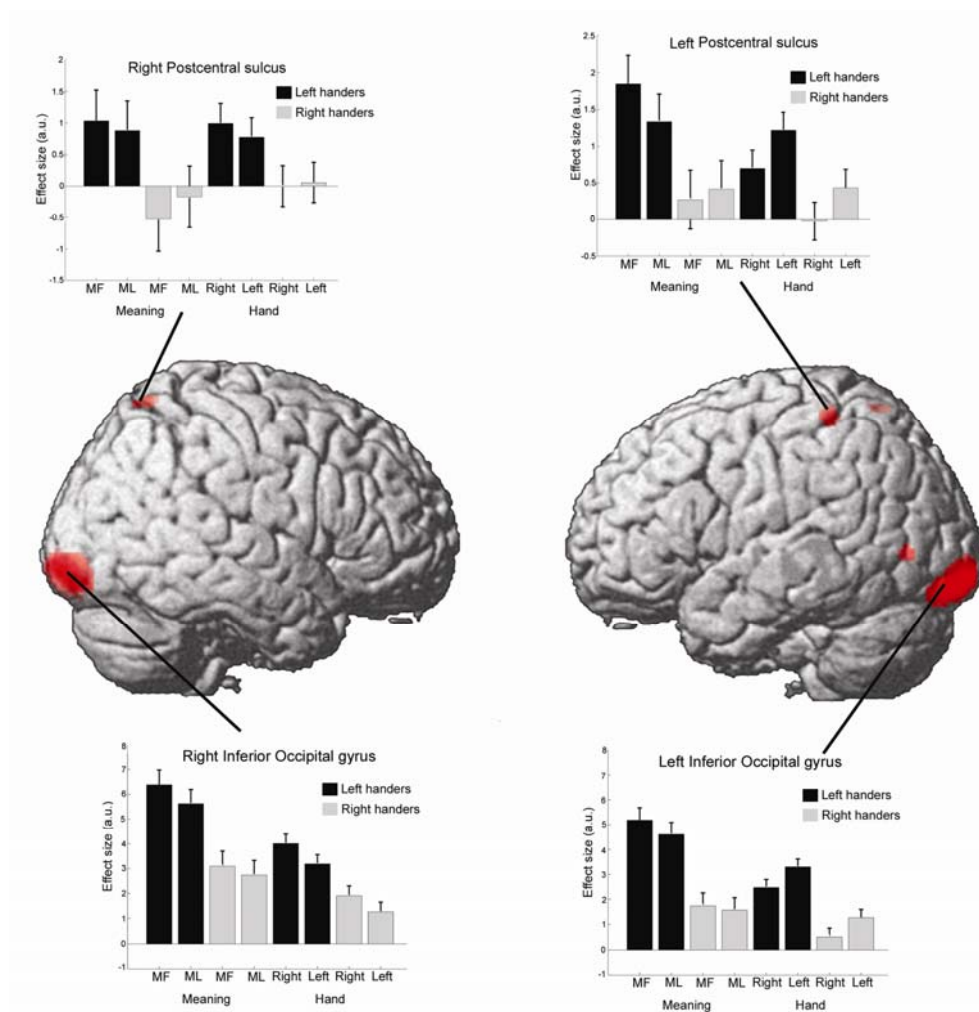 Right Postcentral sulcus
Left handers
Right handers
Effect size (a.u.)
2
1.5
1
0.5
0
-0.5
-1
-1.5
MF ML MF ML Right Left Right Left
Meaning Hand
Left Postcentral sulcus
Left handers
Right handers
Effect size (a.u.)
2.5
2
1.5
1
0.5
0
-0.5
MF ML MF ML Right Left Right Left
Meaning Hand
Right Inferior Occipital gyrus
Left handers
Right handers
Effect size (a.u.)
8
7
6
5
4
3
2
1
0
-1
MF ML MF ML Right Left Right Left
Meaning Hand
Left Inferior Occipital gyrus
Left handers
Right handers
Effect size (a.u.)
8
7
6
5
4
3
2
1
0
-1
MF ML MF ML Right Left Right Left
Meaning Hand